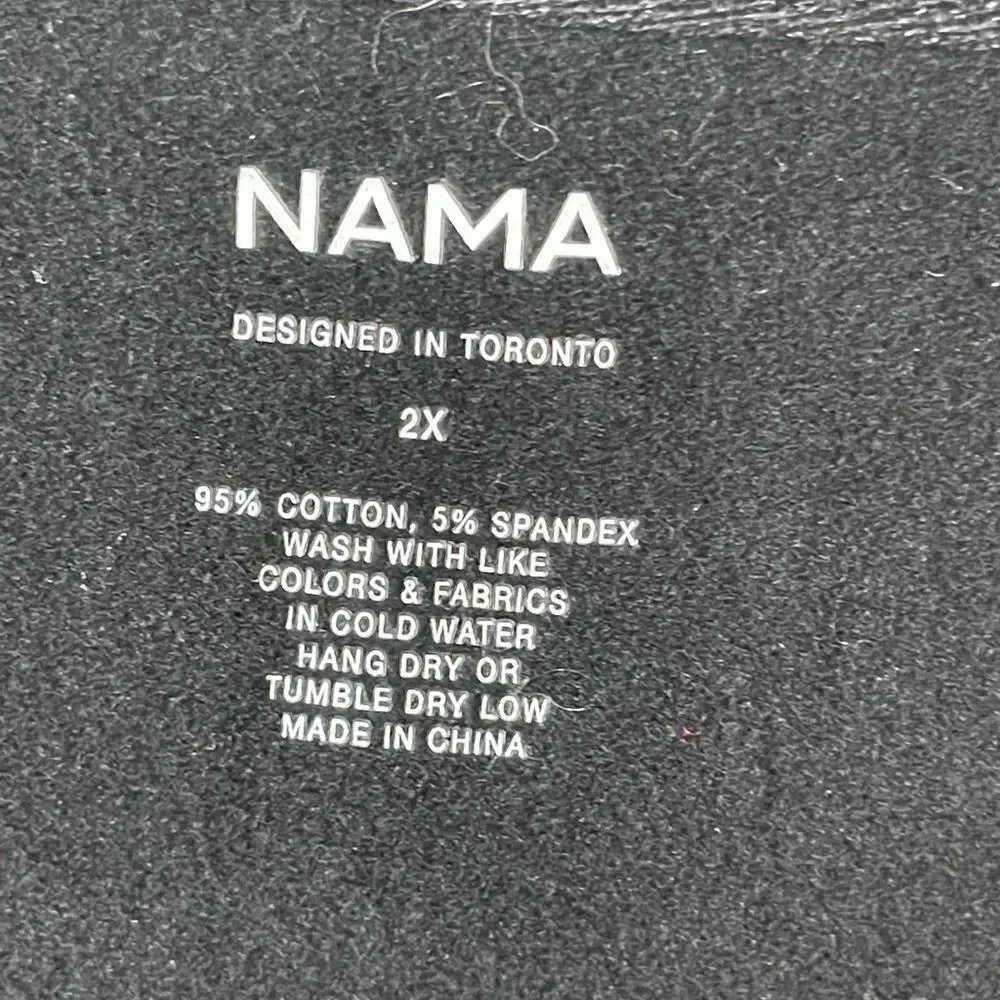 NAMA
DESIGNED IN TORONTO
2X
95% COTTON, 5% SPANDEX
WASH WITH LIKE
COLORS & FABRICS
IN COLD WATER
HANG DRY OR
TUMBLE DRY LOW
MADE IN CHINA